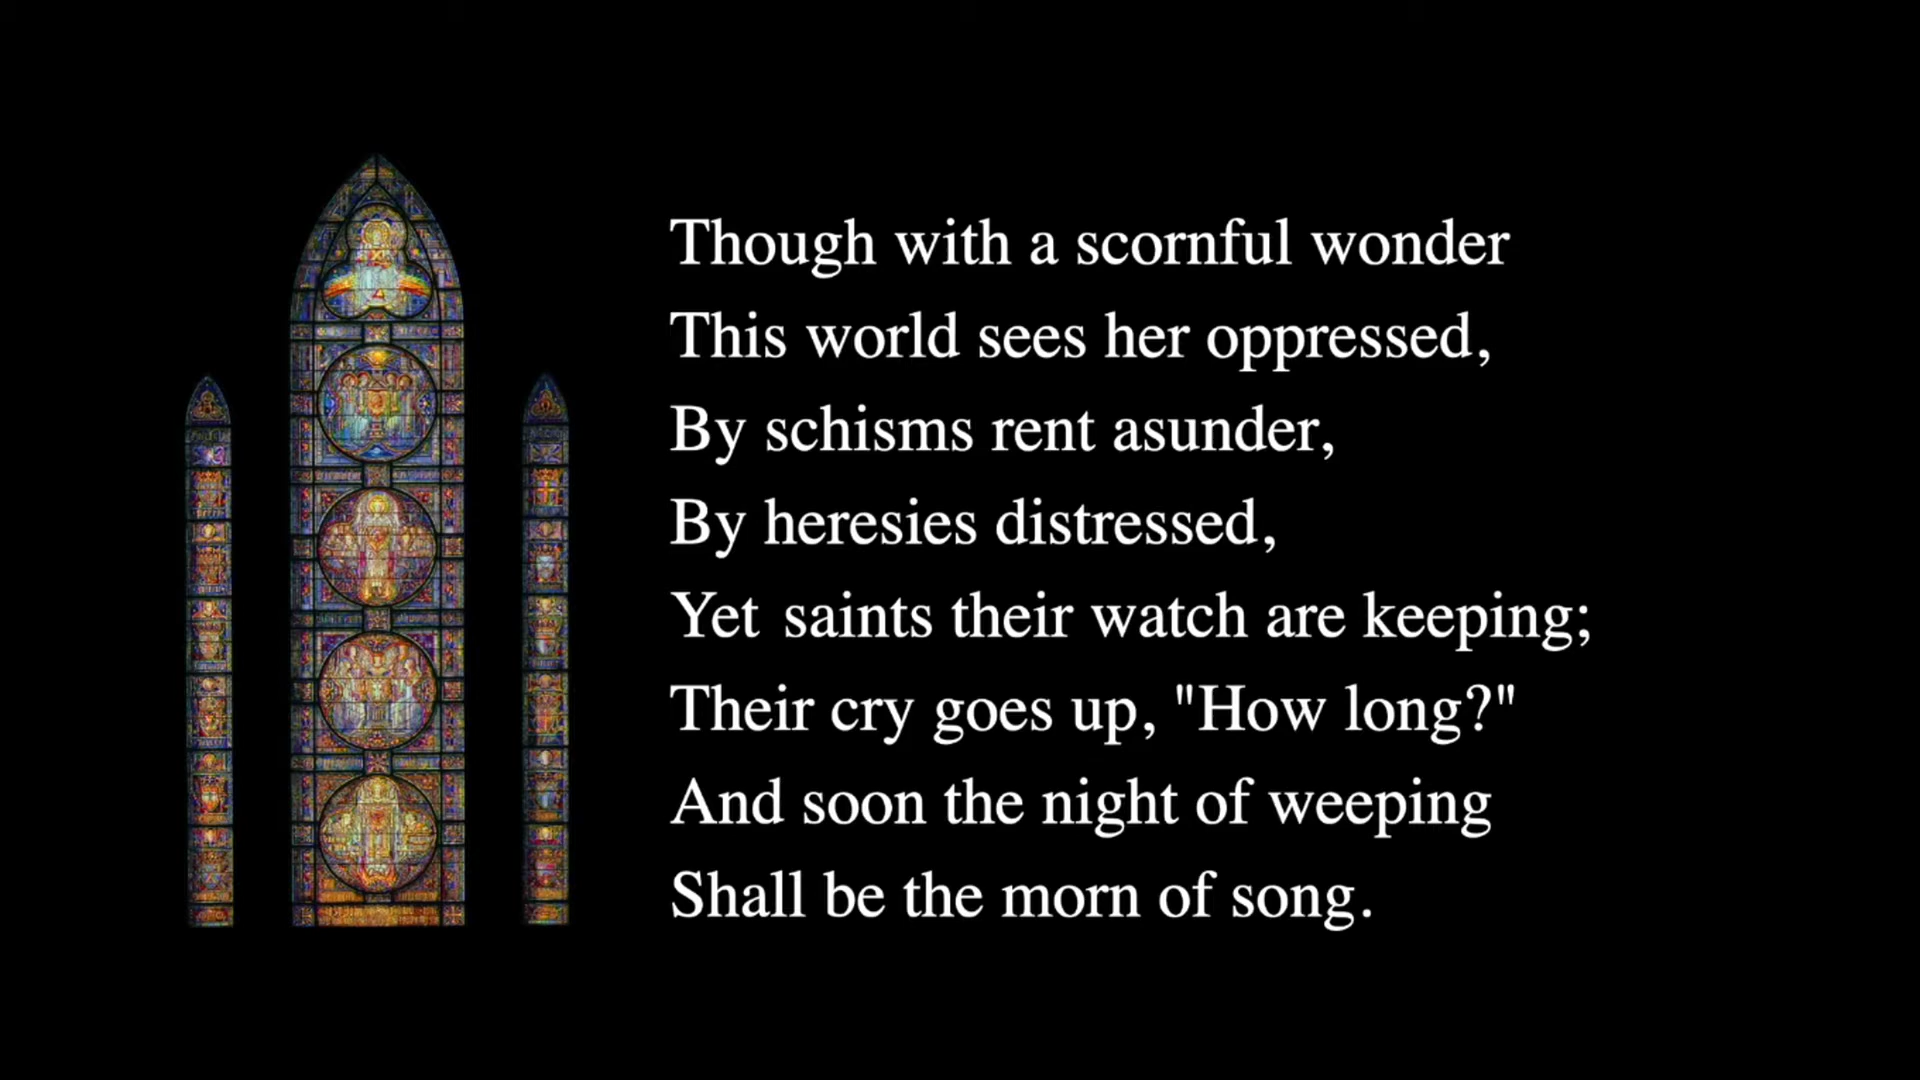 Though with a scornful wonder
This world sees her oppressed,
By schisms rent asunder,
By heresies distressed,
Yet saints their watch are keeping;
Their cry goes up, "How long?"
And soon the night of weeping
Shall be the morn of song.